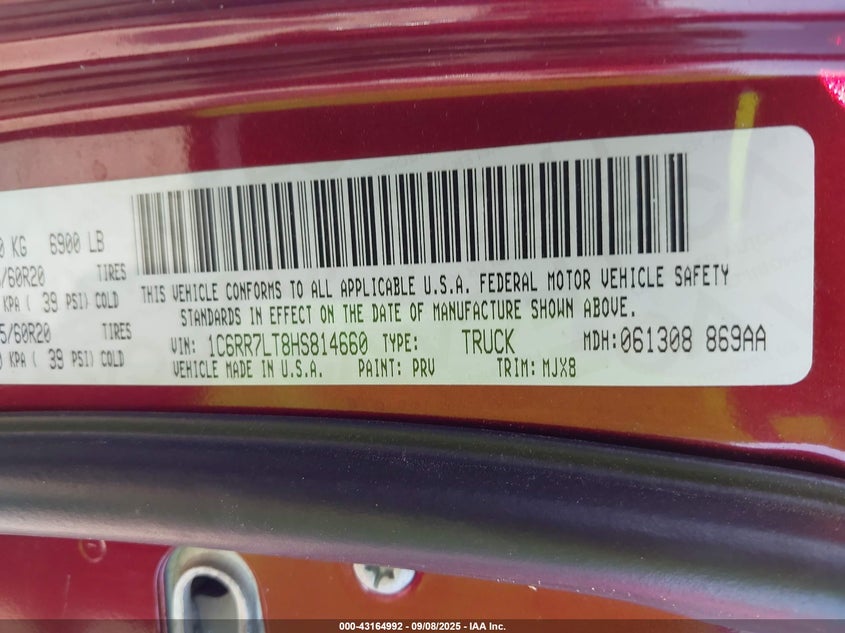 0 KG 6900 LB
/60R20 TIRES
KPA ( 39 PSI) COLD
5/60R20 TIRES
0 KPA ( 39 PSI) COLD
THIS VEHICLE CONFORMS TO ALL APPLICABLE U.S.A. FEDERAL MOTOR VEHICLE SAFETY
STANDARDS IN EFFECT ON THE DATE OF MANUFACTURE SHOWN ABOVE.
VIN: 1C6RR7LT8HS814660 TYPE: TRUCK MDH:061308 869AA
VEHICLE MADE IN U.S.A. PAINT: PRV TRIM: MJX8
000-43164992 - 09/08/2025 - IAA Inc.